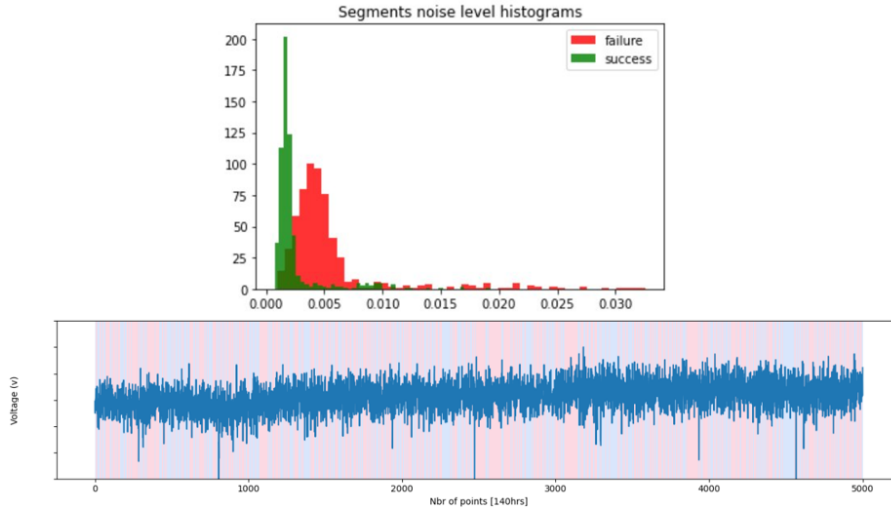 Segments noise level histograms
failure
success
200
175
150
125
100
75
50
25
0
0.000 0.005 0.010 0.015 0.020 0.025 0.030
Voltage (v)
0 1000 2000 3000 4000 5000
Nbr of points [140hrs]